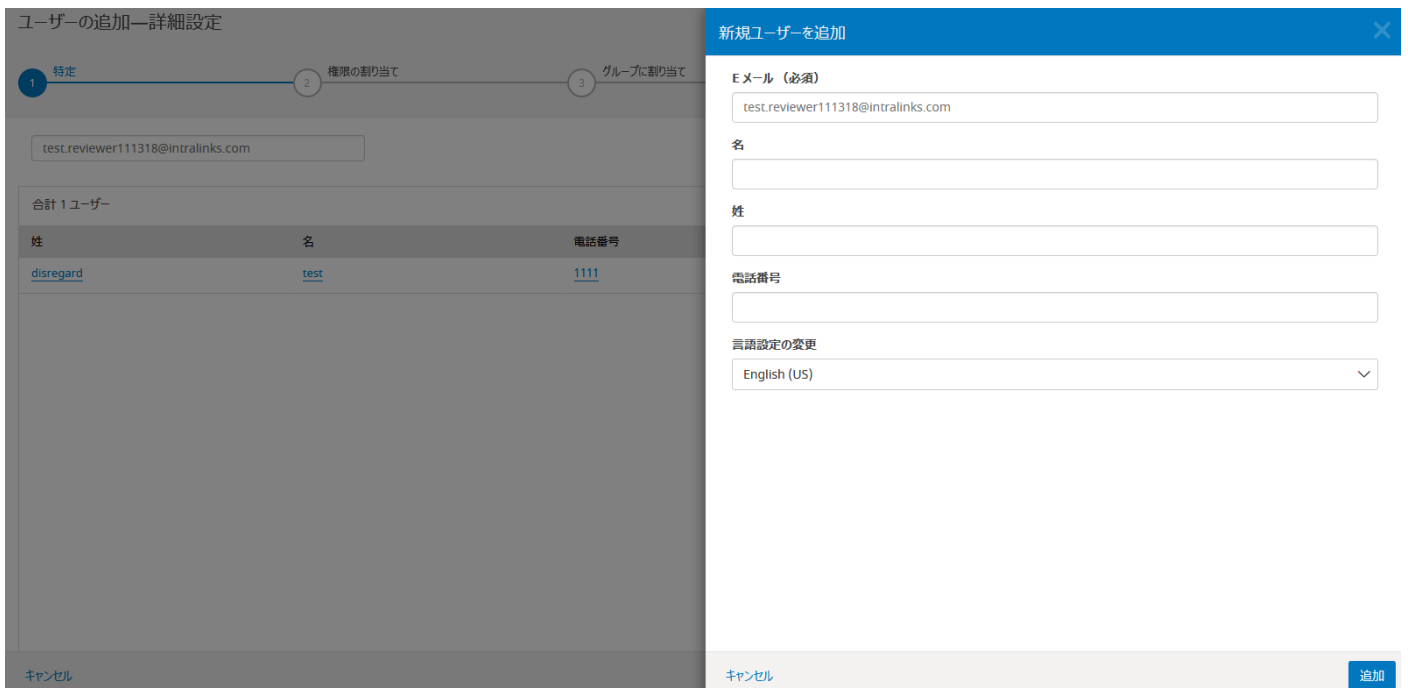 ユーザーの追加—詳細設定
1 特定
2 権限の割り当て
3 グループに割り当て
test.reviewer111318@intralinks.com
合計 1 ユーザー
姓 名 電話番号
disregard test 1111
キャンセル
新規ユーザーを追加
E メール（必須）
test.reviewer111318@intralinks.com
名
姓
電話番号
言語設定の変更
English (US)
キャンセル
追加